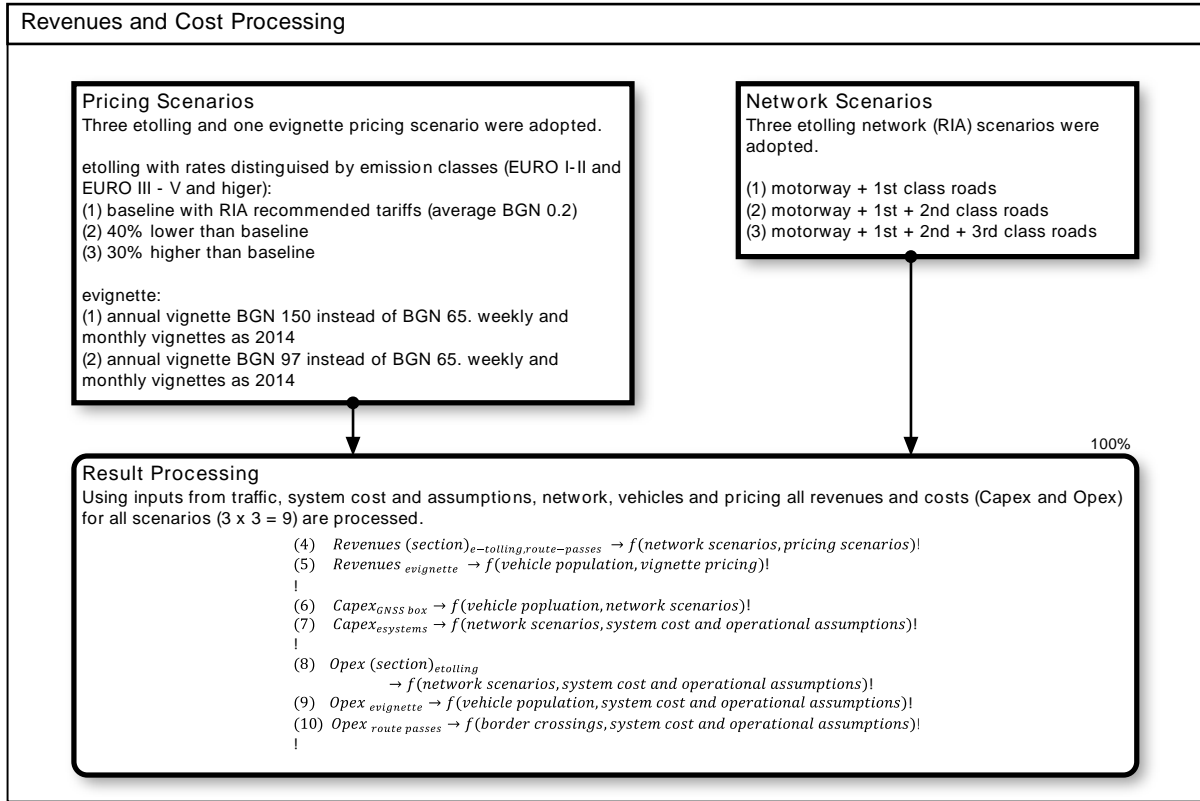 Revenues and Cost Processing
Pricing Scenarios
Three etolling and one evignette pricing scenario were adopted.
etolling with rates distinguised by emission classes (EURO I-II and
EURO III - V and higer):
(1) baseline with RIA recommended tariffs (average BGN 0.2)
(2) 40% lower than baseline
(3) 30% higher than baseline
evignette:
(1) annual vignette BGN 150 instead of BGN 65. weekly and
monthly vignettes as 2014
(2) annual vignette BGN 97 instead of BGN 65. weekly and
monthly vignettes as 2014
Network Scenarios
Three etolling network (RIA) scenarios were
adopted.
(1) motorway + 1st class roads
(2) motorway + 1st + 2nd class roads
(3) motorway + 1st + 2nd + 3rd class roads
100%
Result Processing
Using inputs from traffic, system cost and assumptions, network, vehicles and pricing all revenues and costs (Capex and Opex)
for all scenarios (3 x 3 = 9) are processed.
(4) Revenues (section)e−tolling,route−passes → f(network scenarios, pricing scenarios)!
(5) Revenues evignette → f(vehicle population, vignette pricing)!
!
(6) CapexGNSS box → f(vehicle popluation, network scenarios)!
(7) Capexesystems → f(network scenarios, system cost and operational assumptions)!
!
(8) Opex (section)etolling
→ f(network scenarios, system cost and operational assumptions)!
(9) Opex evignette → f(vehicle population, system cost and operational assumptions)!
(10) Opex route passes → f(border crossings, system cost and operational assumptions)!
!